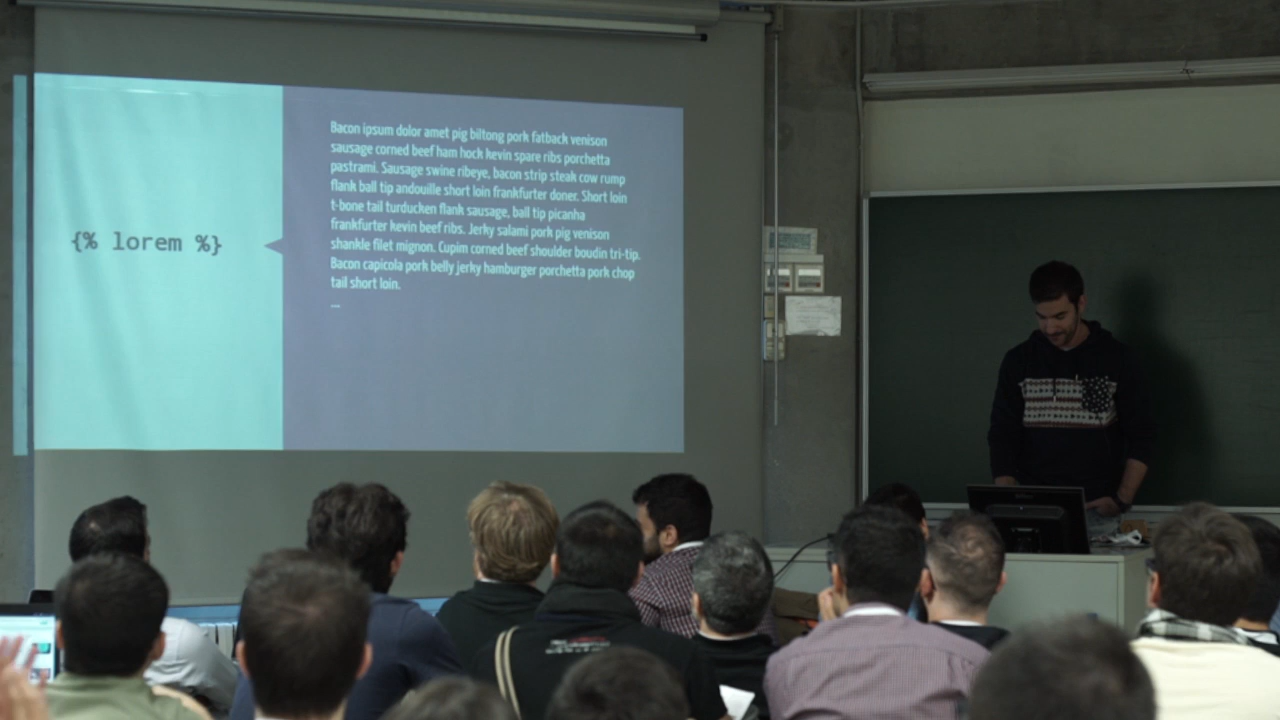 {% lorem %}
Bacon ipsum dolor amet pig biltong pork fatback venison
sausage corned beef ham hock kevin spare ribs porchetta
pastrami. Sausage swine ribeye, bacon strip steak cow rump
flank ball tip andouille short loin frankfurter doner. Short loin
t-bone tail turducken flank sausage, ball tip picanha
frankfurter kevin beef ribs. Jerky salami pork pig venison
shankle filet mignon. Cupim corned beef shoulder boudin tri-tip.
Bacon capicola pork belly jerky hamburger porchetta pork chop
tail short loin.
...